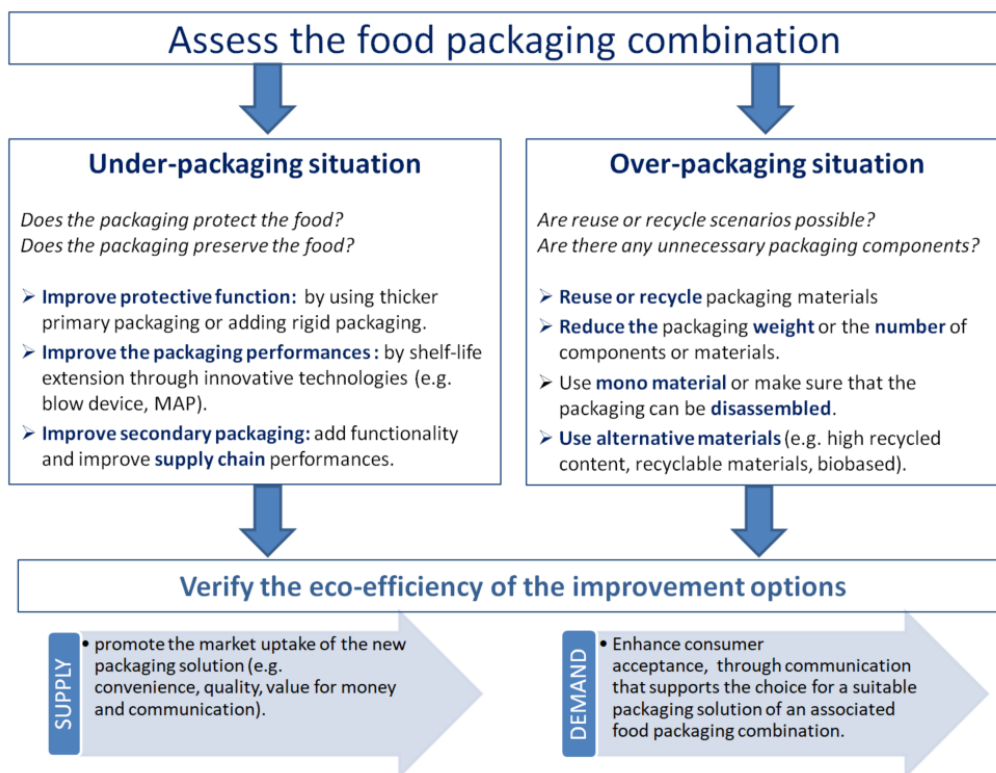 Assess the food packaging combination
Under-packaging situation
Does the packaging protect the food?
Does the packaging preserve the food?
➢ Improve protective function: by using thicker
primary packaging or adding rigid packaging.
➢ Improve the packaging performances : by shelf-life
extension through innovative technologies (e.g.
blow device, MAP).
➢ Improve secondary packaging: add functionality
and improve supply chain performances.
Over-packaging situation
Are reuse or recycle scenarios possible?
Are there any unnecessary packaging components?
➢ Reuse or recycle packaging materials
➢ Reduce the packaging weight or the number of
components or materials.
➢ Use mono material or make sure that the
packaging can be disassembled.
➢ Use alternative materials (e.g. high recycled
content, recyclable materials, biobased).
Verify the eco-efficiency of the improvement options
SUPPLY
• promote the market uptake of the new
packaging solution (e.g.
convenience, quality, value for money
and communication).
DEMAND
• Enhance consumer
acceptance, through communication
that supports the choice for a suitable
packaging solution of an associated
food packaging combination.